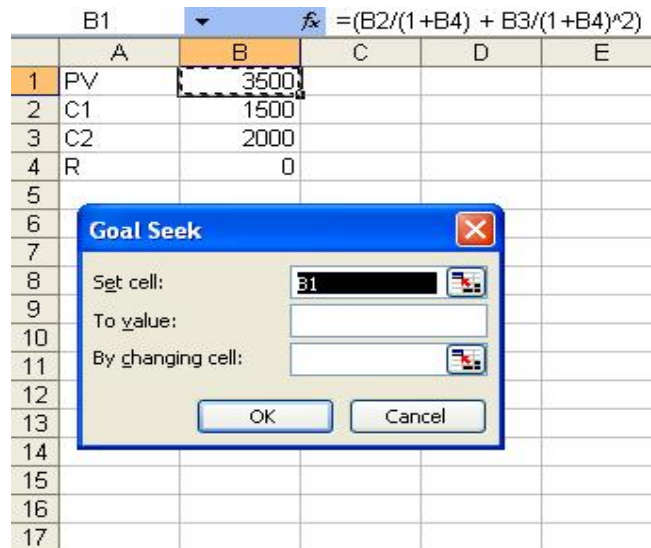 B1 fx =(B2/(1+B4) + B3/(1+B4)^2)
A B C D E
1 PV 3500
2 C1 1500
3 C2 2000
4 R 0
5
6
7
8
9
10
11
12
13
14
15
16
17
Goal Seek
Set cell: B1
To value:
By changing cell:
OK Cancel